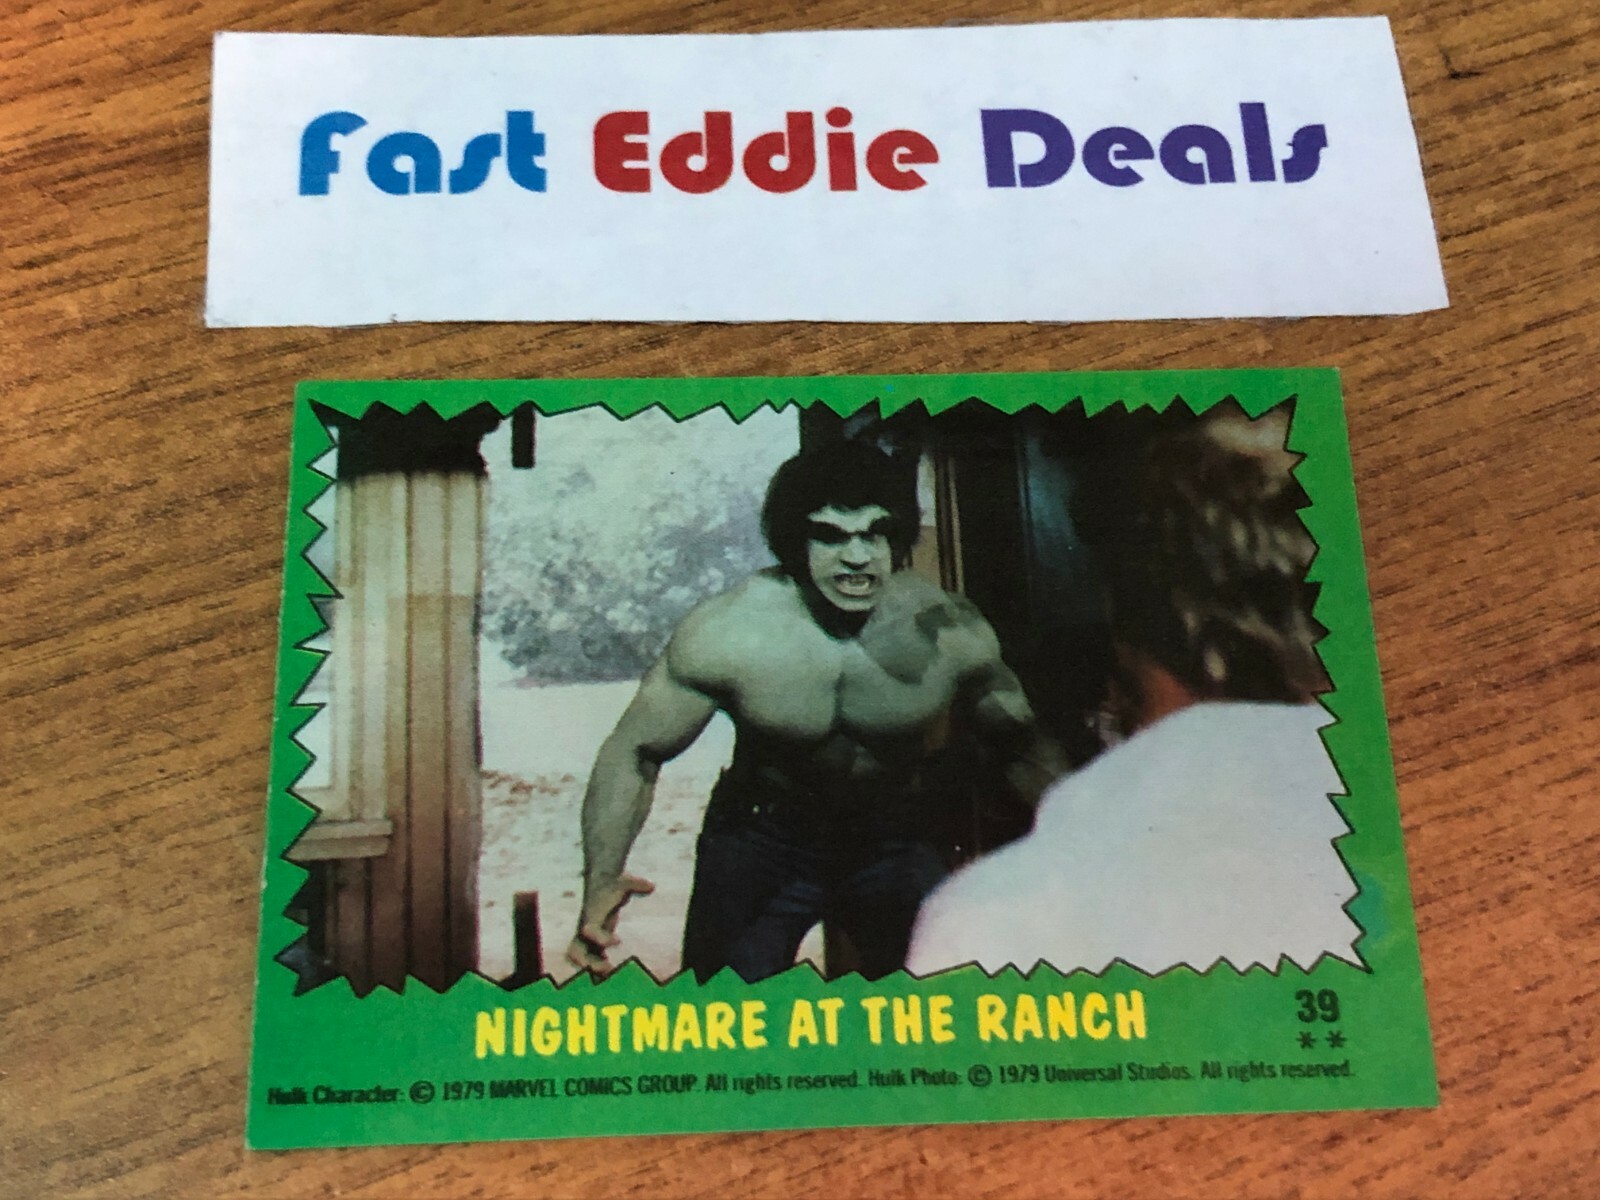 Fast Eddie Deals
NIGHTMARE AT THE RANCH
39
**
Hulk Character: © 1979 MARVEL COMICS GROUP. All rights reserved. Hulk Photo: © 1979 Universal Studios. All rights reserved.